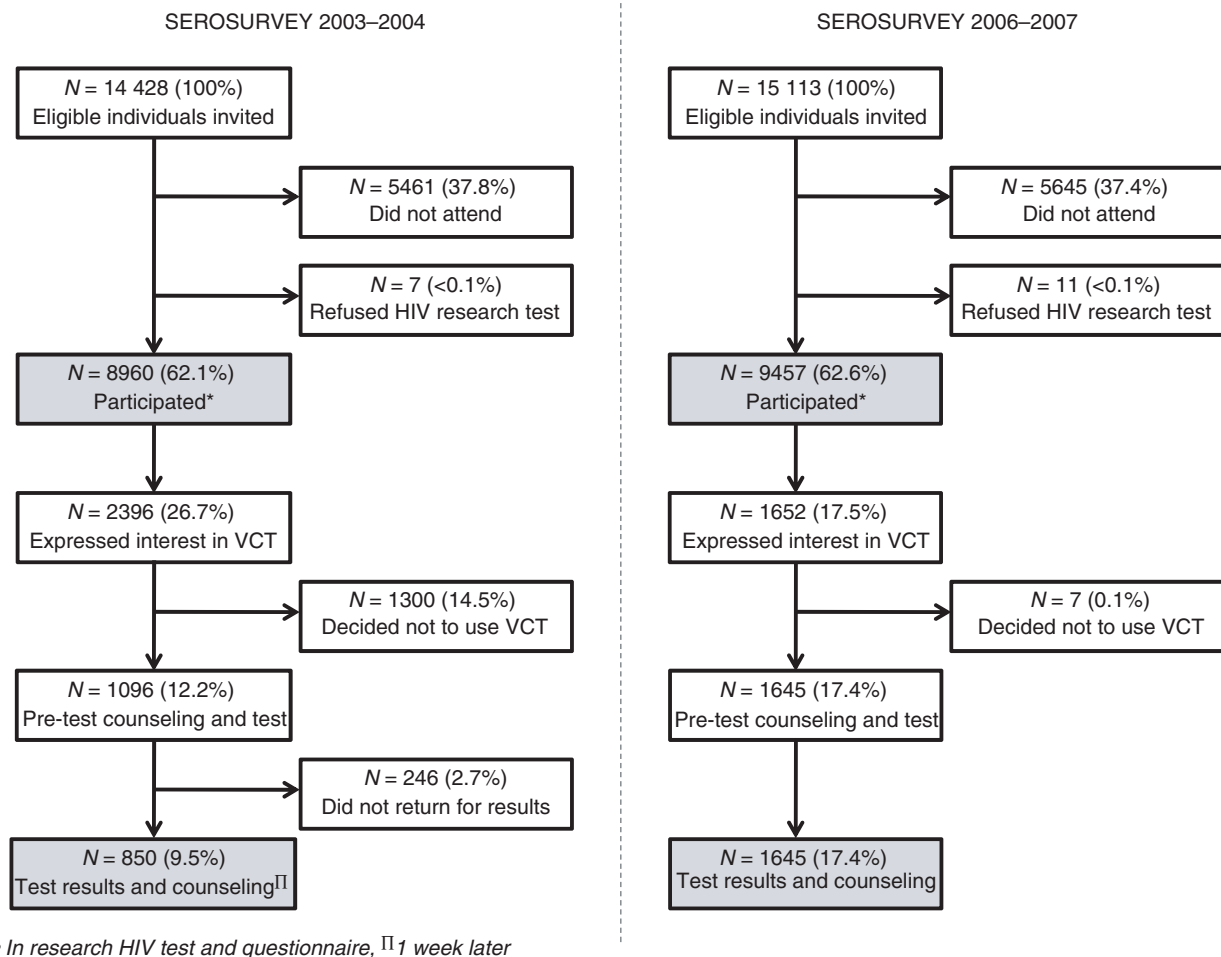 SEROSURVEY 2003–2004
N = 14 428 (100%)
Eligible individuals invited
N = 5461 (37.8%)
Did not attend
N = 7 (<0.1%)
Refused HIV research test
N = 8960 (62.1%)
Participated*
N = 2396 (26.7%)
Expressed interest in VCT
N = 1300 (14.5%)
Decided not to use VCT
N = 1096 (12.2%)
Pre-test counseling and test
N = 246 (2.7%)
Did not return for results
N = 850 (9.5%)
Test results and counselingΠ
SEROSURVEY 2006–2007
N = 15 113 (100%)
Eligible individuals invited
N = 5645 (37.4%)
Did not attend
N = 11 (<0.1%)
Refused HIV research test
N = 9457 (62.6%)
Participated*
N = 1652 (17.5%)
Expressed interest in VCT
N = 7 (0.1%)
Decided not to use VCT
N = 1645 (17.4%)
Pre-test counseling and test
N = 1645 (17.4%)
Test results and counseling
In research HIV test and questionnaire, Π1 week later